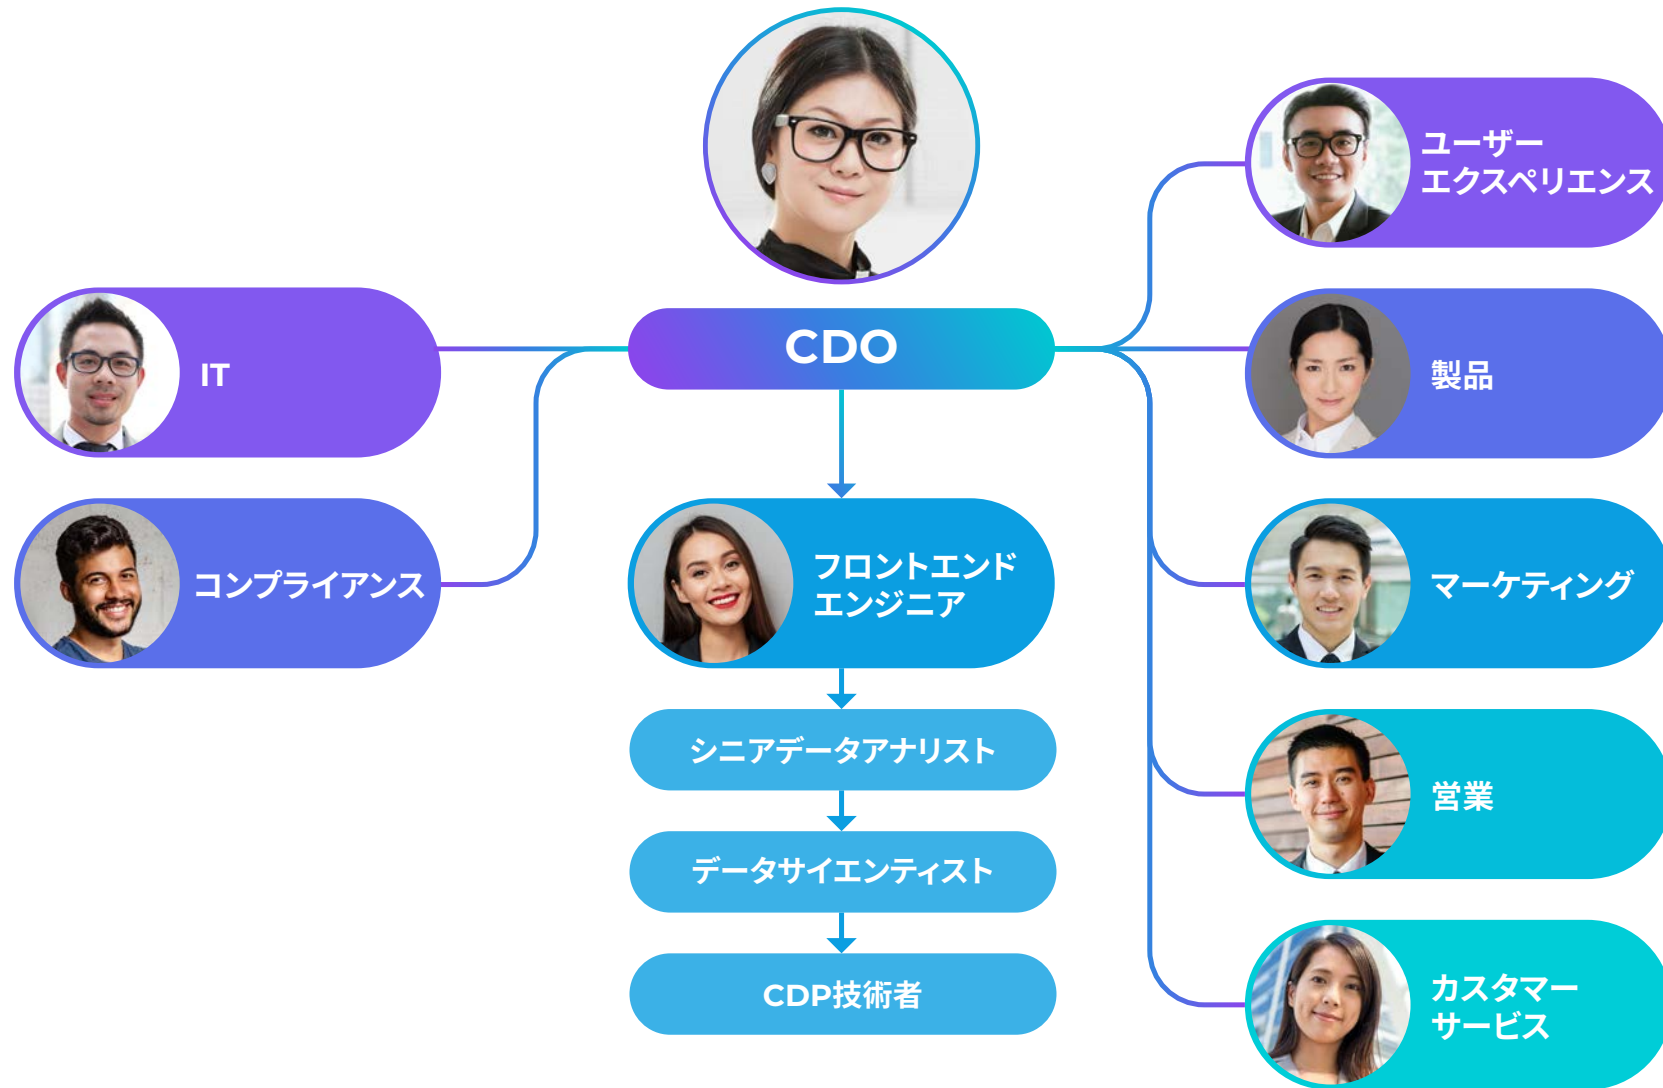 CDO
IT
コンプライアンス
フロントエンド
エンジニア
シニアデータアナリスト
データサイエンティスト
CDP技術者
ユーザー
エクスペリエンス
製品
マーケティング
営業
カスタマー
サービス